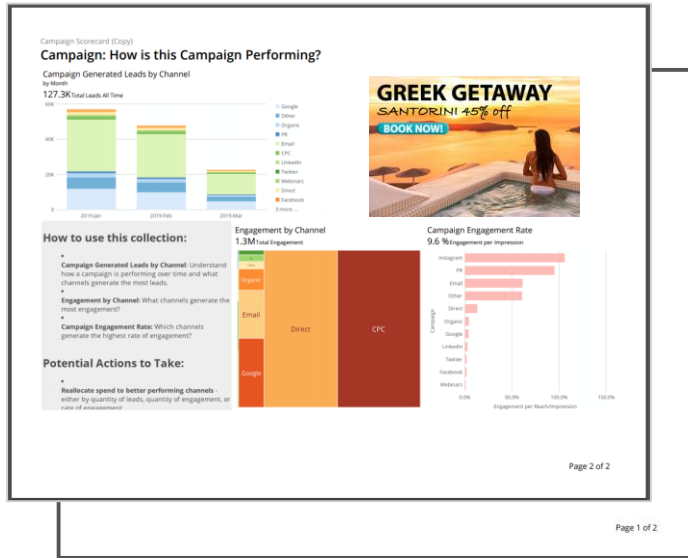 Campaign Scorecard (Copy)
Campaign: How is this Campaign Performing?
Campaign Generated Leads by Channel
by Month
127.3K Total Leads All Time
60K
40K
20K
0
2019-Jan
2019-Feb
2019-Mar
Google
Other
Organic
PR
Email
CPC
Linkedin
Twitter
Webinars
Direct
Facebook
3 more ...
GREEK GETAWAY
SANTORINI 45% off
BOOK NOW!
How to use this collection:
Campaign Generated Leads by Channel: Understand
how a campaign is performing over time and what
channels generate the most leads.
Engagement by Channel: What channels generate the
most engagement?
Campaign Engagement Rate: Which channels
generate the highest rate of engagement?
Potential Actions to Take:
Reallocate spend to better performing channels -
either by quantity of leads, quantity of engagement, or
rate of engagement
Engagement by Channel
1.3M Total Engagement
Organic
Email
Google
Direct
CPC
Campaign Engagement Rate
9.6 % Engagement per Impression
Campaign
Instagram
PR
Email
Other
Direct
Organic
Google
Linkedin
Twitter
Facebook
Webinars
0.0%
50.0%
100.0%
150.0%
Engagement per Reach/Impression
Page 2 of 2
Page 1 of 2